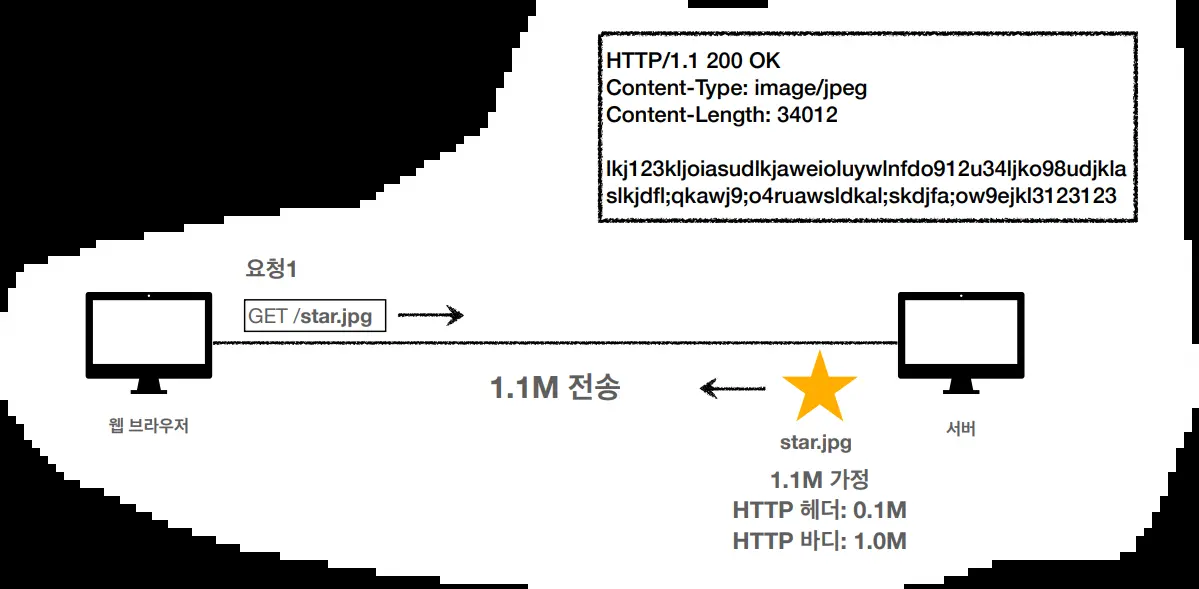 HTTP/1.1 200 OK
Content-Type: image/jpeg
Content-Length: 34012
lkj123kljoiasudlkjaweioluywlnfdo912u34ljko98udjkla
slkjdfl;qkawj9;o4ruawsldkal;skdjfa;ow9ejkl3123123
요청1
GET /star.jpg
1.1M 전송
웹 브라우저
서버
star.jpg
1.1M 가정
HTTP 헤더: 0.1M
HTTP 바디: 1.0M